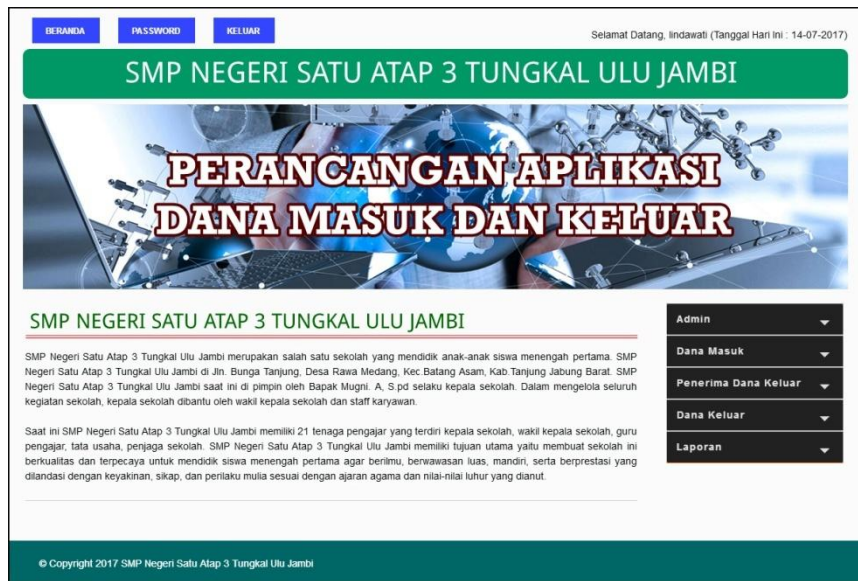 BERANDA PASSWORD KELUAR
Selamat Datang, lindawati (Tanggal Hari Ini : 14-07-2017)
SMP NEGERI SATU ATAP 3 TUNGKAL ULU JAMBI
PERANCANGAN APLIKASI
DANA MASUK DAN KELUAR
SMP NEGERI SATU ATAP 3 TUNGKAL ULU JAMBI
SMP Negeri Satu Atap 3 Tungkal Ulu Jambi merupakan salah satu sekolah yang mendidik anak-anak siswa menengah pertama. SMP
Negeri Satu Atap 3 Tungkal Ulu Jambi di Jln. Bunga Tanjung, Desa Rawa Medang, Kec.Batang Asam, Kab.Tanjung Jabung Barat. SMP
Negeri Satu Atap 3 Tungkal Ulu Jambi saat ini di pimpin oleh Bapak Mugni. A, S.pd selaku kepala sekolah. Dalam mengelola seluruh
kegiatan sekolah, kepala sekolah dibantu oleh wakil kepala sekolah dan staff karyawan.
Saat ini SMP Negeri Satu Atap 3 Tungkal Ulu Jambi memiliki 21 tenaga pengajar yang terdiri kepala sekolah, wakil kepala sekolah, guru
pengajar, tata usaha, penjaga sekolah. SMP Negeri Satu Atap 3 Tungkal Ulu Jambi memiliki tujuan utama yaitu membuat sekolah ini
berkualitas dan terpecaya untuk mendidik siswa menengah pertama agar berilmu, berwawasan luas, mandiri, serta berprestasi yang
dilandasi dengan keyakinan, sikap, dan perilaku mulia sesuai dengan ajaran agama dan nilai-nilai luhur yang dianut.
Admin
Dana Masuk
Penerima Dana Keluar
Dana Keluar
Laporan
© Copyright 2017 SMP Negeri Satu Atap 3 Tungkal Ulu Jambi